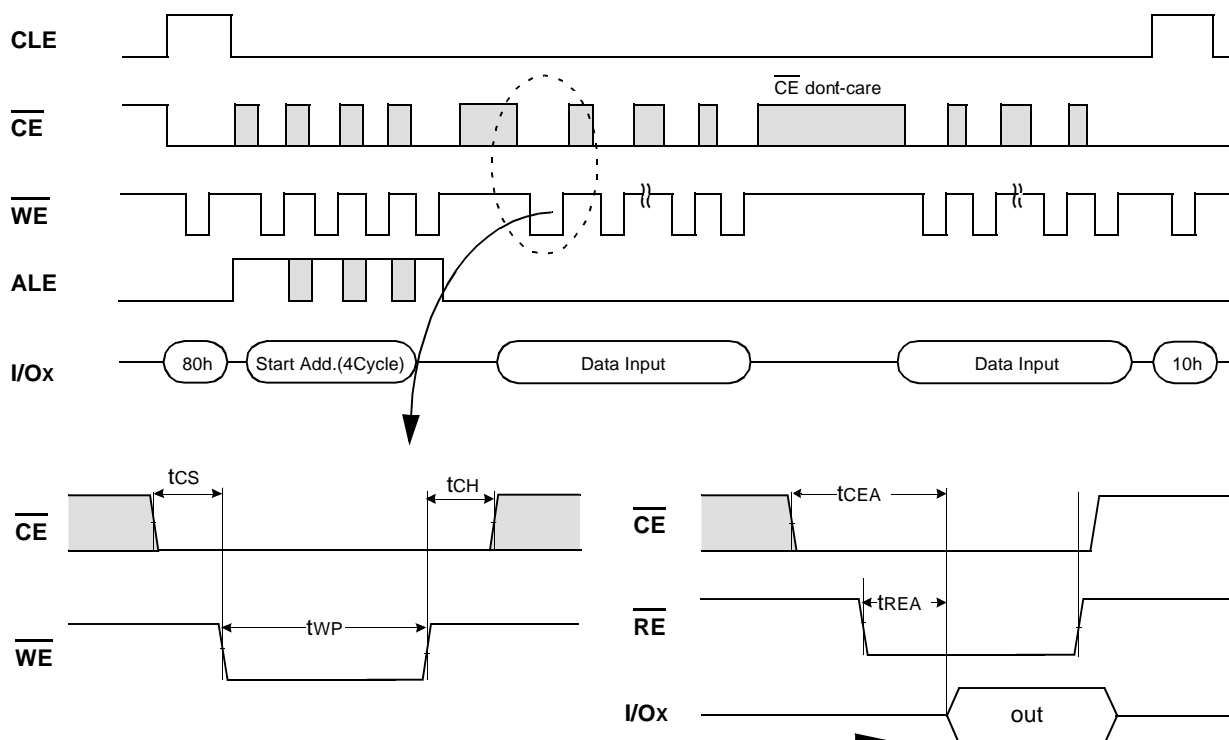 CLE
CE dont-care
CE
WE
ALE
I/Ox 80h Start Add.(4Cycle) Data Input Data Input 10h
tCS tCH
CE
tWP
WE
tCEA
CE
tREA
RE
I/Ox out